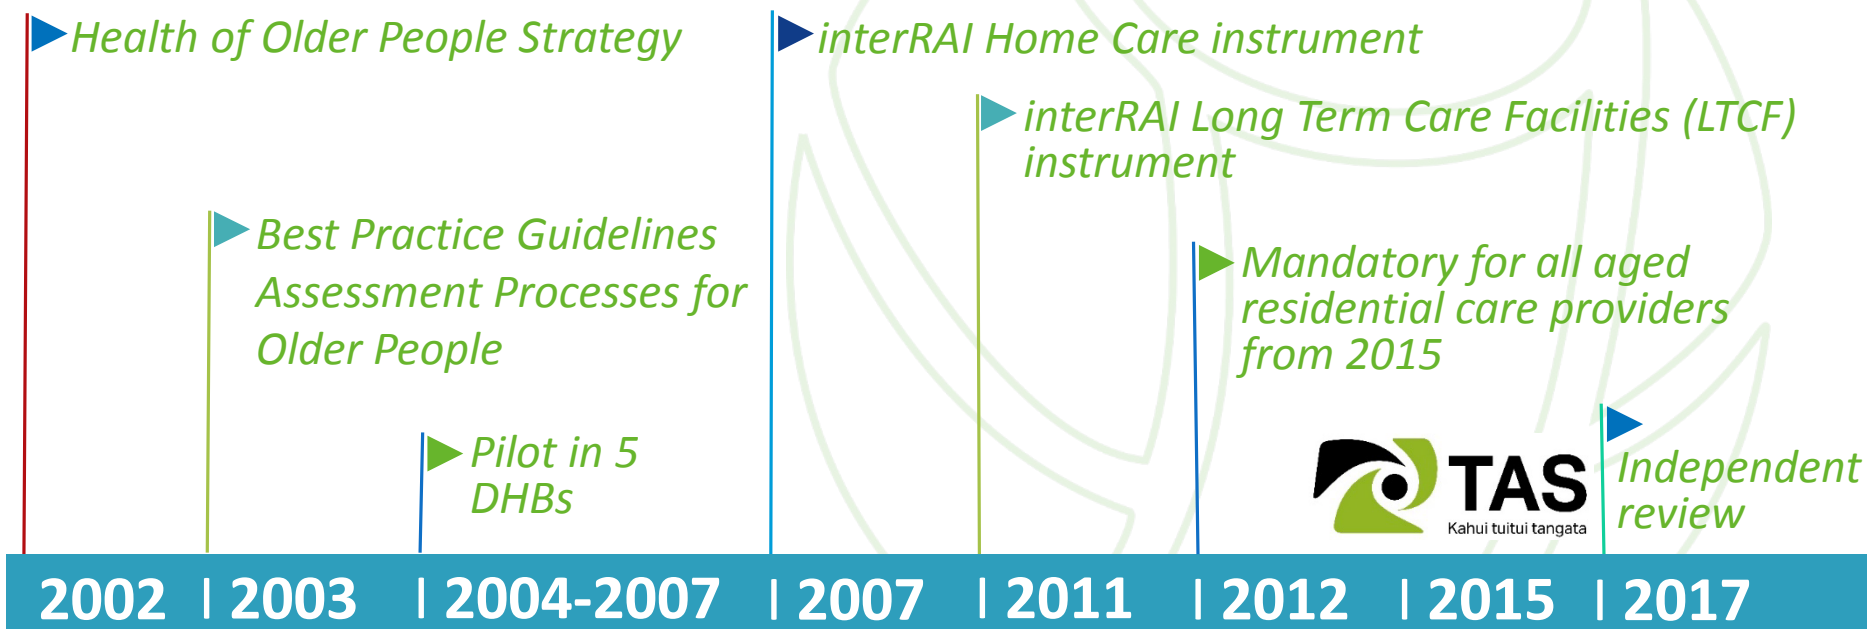 Health of Older People Strategy
interRAI Home Care instrument
interRAI Long Term Care Facilities (LTCF)
instrument
Best Practice Guidelines
Assessment Processes for
Older People
Mandatory for all aged
residential care providers
from 2015
Pilot in 5
DHBs
TAS
Kahui tuitui tangata
Independent
review
2002 | 2003 | 2004-2007 | 2007 | 2011 | 2012 | 2015 | 2017